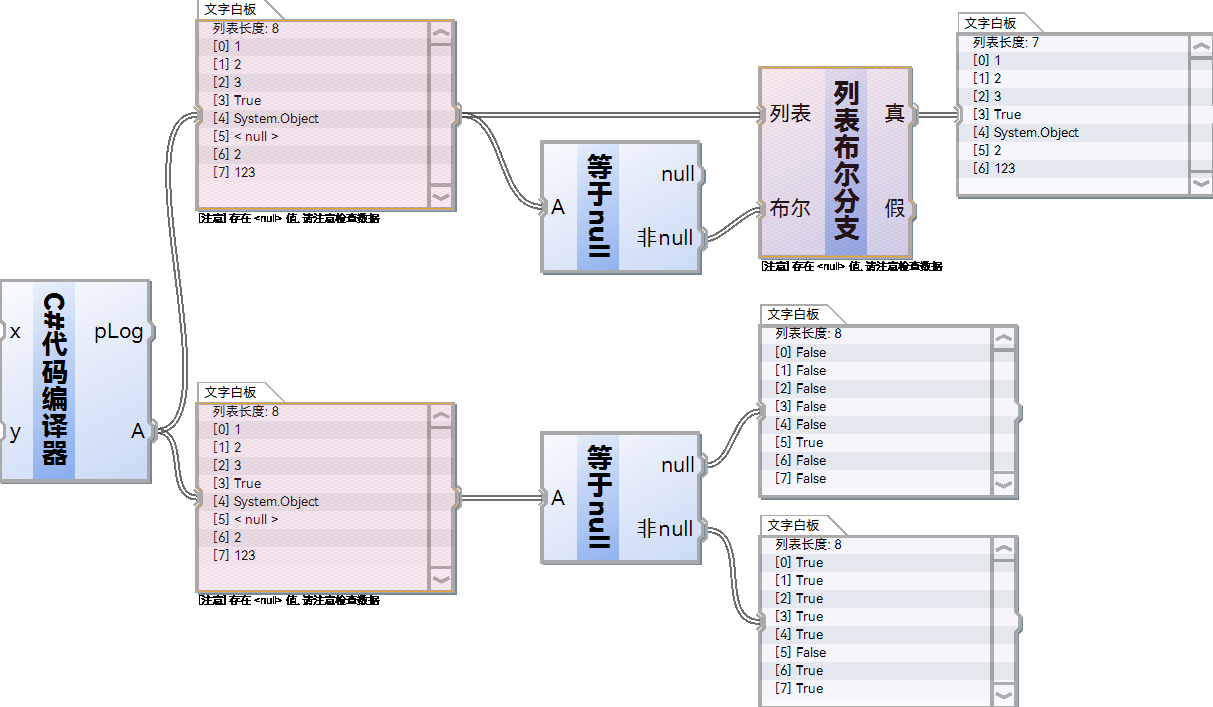 文字白板
列表长度: 8
[0] 1
[1] 2
[2] 3
[3] True
[4] System.Object
[5] < null >
[6] 2
[7] 123
[注意] 存在 <null> 值, 请注意检查数据
等于null
A
null
非null
列表布尔分支
列表
布尔
真
假
[注意] 存在 <null> 值, 请注意检查数据
文字白板
列表长度: 7
[0] 1
[1] 2
[2] 3
[3] True
[4] System.Object
[5] 2
[6] 123
C#代码编译器
x
y
pLog
A
文字白板
列表长度: 8
[0] 1
[1] 2
[2] 3
[3] True
[4] System.Object
[5] < null >
[6] 2
[7] 123
[注意] 存在 <null> 值, 请注意检查数据
等于null
A
null
非null
文字白板
列表长度: 8
[0] False
[1] False
[2] False
[3] False
[4] False
[5] True
[6] False
[7] False
文字白板
列表长度: 8
[0] True
[1] True
[2] True
[3] True
[4] True
[5] False
[6] True
[7] True